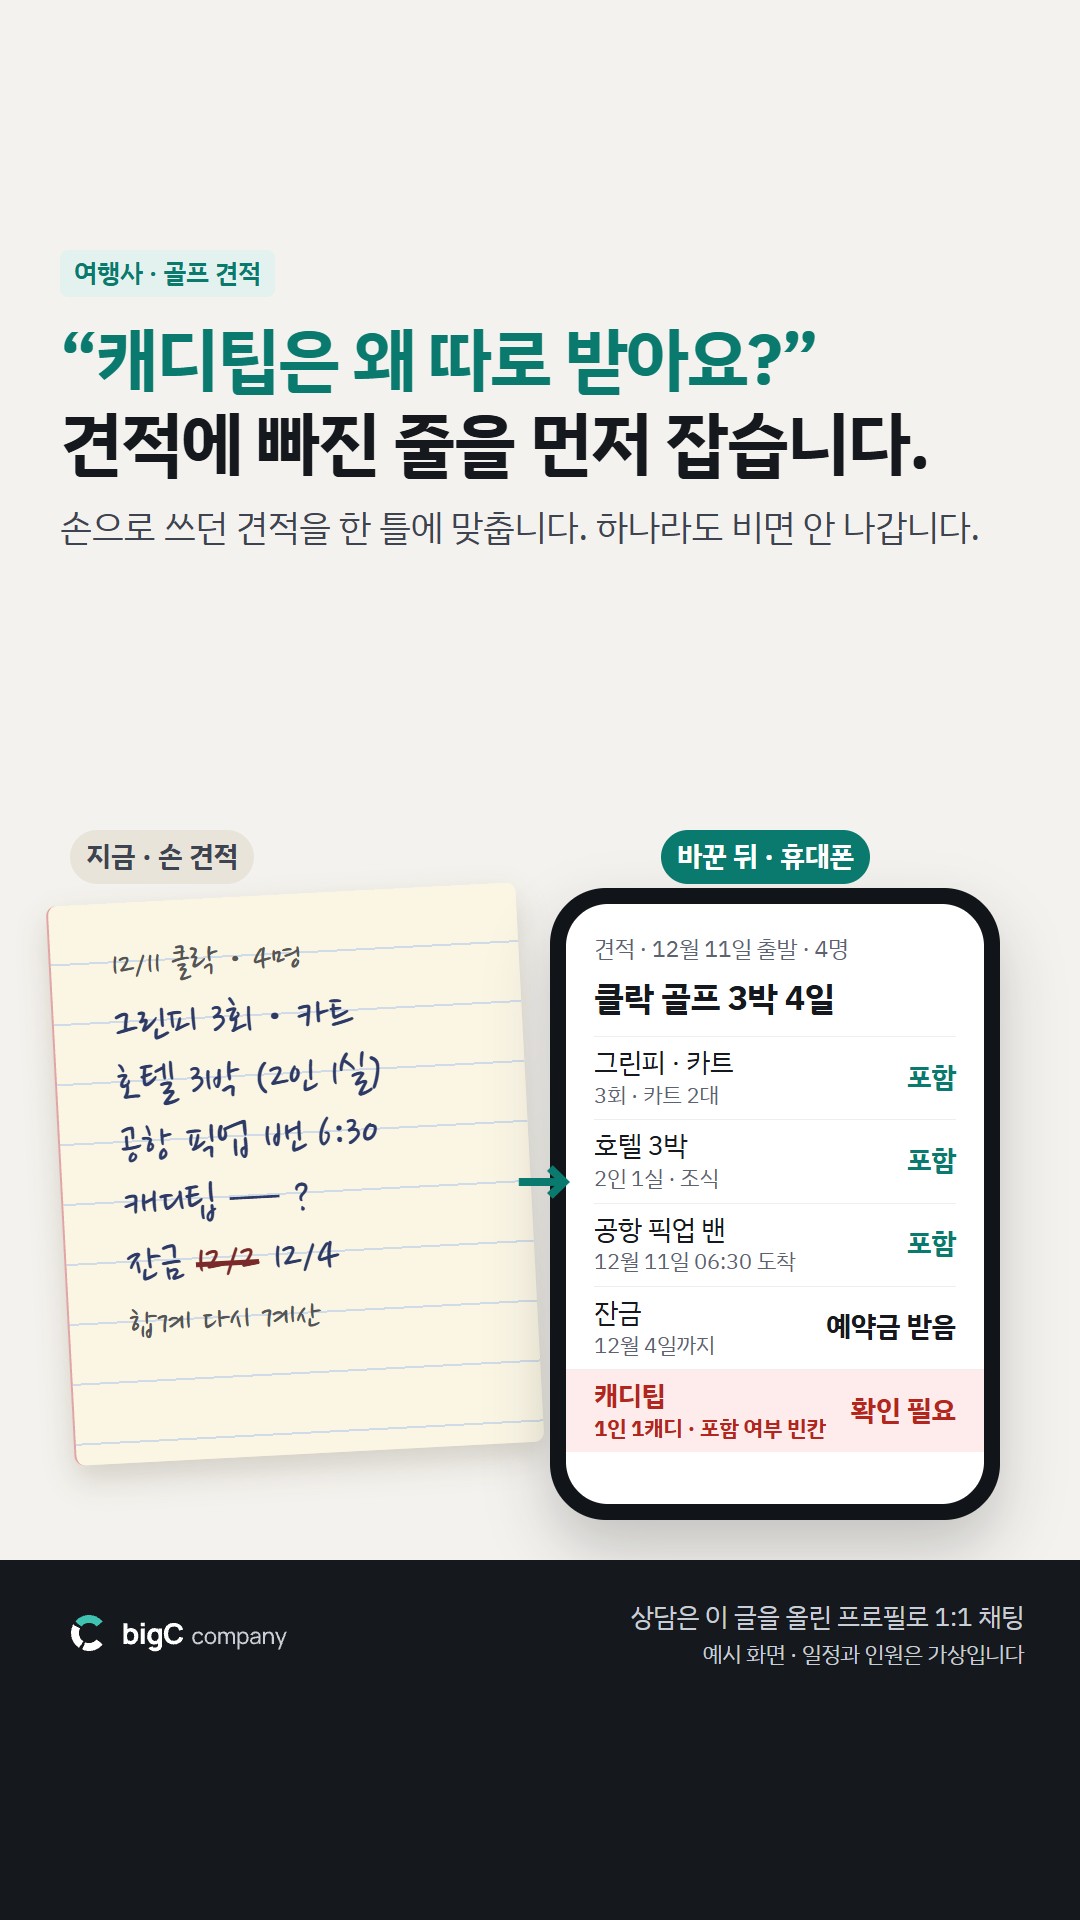 여행사 · 골프 견적
“캐디팁은 왜 따로 받아요?”
견적에 빠진 줄을 먼저 잡습니다.
손으로 쓰던 견적을 한 틀에 맞춥니다. 하나라도 비면 안 나갑니다.
지금 · 손 견적
12/11 클락 · 4명
그린피 3회 · 카트
호텔 3박 (2인 1실)
공항 픽업 밴 6:30
캐디팁 — ?
잔금 12/2 12/4
합계 다시 계산
바꾼 뒤 · 휴대폰
견적 · 12월 11일 출발 · 4명
클락 골프 3박 4일
그린피 · 카트
3회 · 카트 2대
포함
호텔 3박
2인 1실 · 조식
포함
공항 픽업 밴
12월 11일 06:30 도착
포함
잔금
12월 4일까지
예약금 받음
캐디팁
1인 1캐디 · 포함 여부 빈칸
확인 필요
bigC company
상담은 이 글을 올린 프로필로 1:1 채팅
예시 화면 · 일정과 인원은 가상입니다